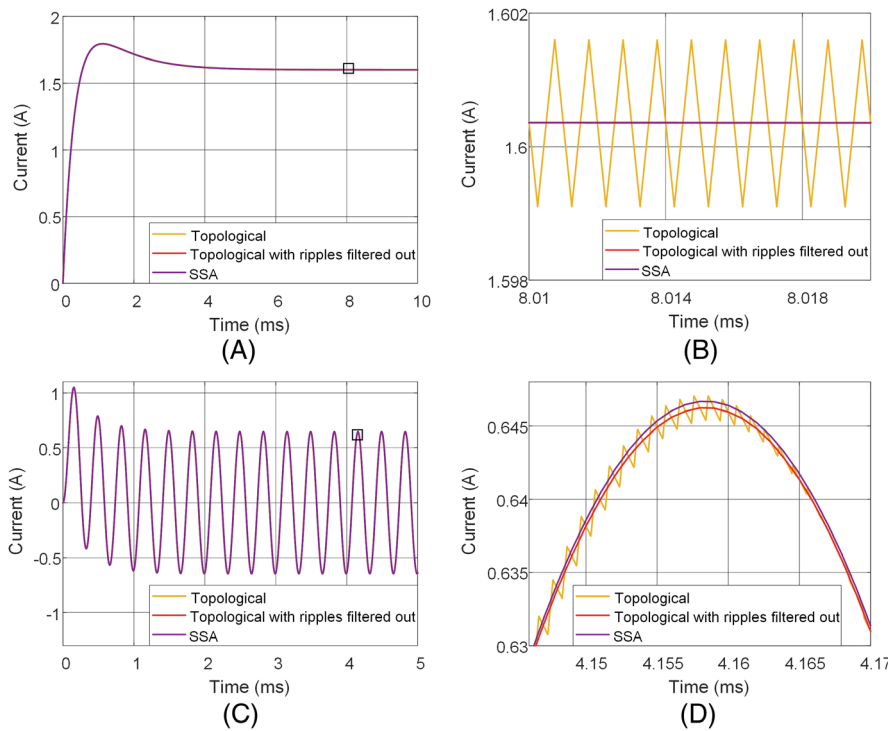 2
1.5
1
0.5
0
Current (A)
0 2 4 6 8 10
Time (ms)
Topological
Topological with ripples filtered out
SSA
(A)
1.602
1.6
1.598
Current (A)
8.01 8.014 8.018
Time (ms)
Topological
Topological with ripples filtered out
SSA
(B)
1
0.5
0
-0.5
-1
Current (A)
0 1 2 3 4 5
Time (ms)
Topological
Topological with ripples filtered out
SSA
(C)
0.645
0.64
0.635
0.63
Current (A)
4.15 4.155 4.16 4.165 4.17
Time (ms)
Topological
Topological with ripples filtered out
SSA
(D)